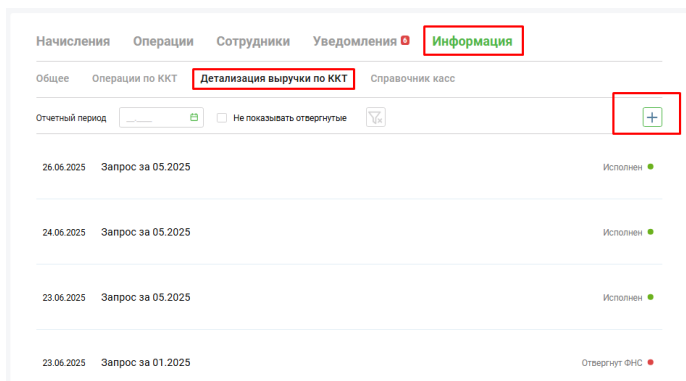 Начисления Операции Сотрудники Уведомления 6 Информация
Общее Операции по ККТ Детализация выручки по ККТ Справочник касс
Отчетный период __.____ Не показывать отвергнутые +
26.06.2025 Запрос за 05.2025 Исполнен
24.06.2025 Запрос за 05.2025 Исполнен
23.06.2025 Запрос за 05.2025 Исполнен
23.06.2025 Запрос за 01.2025 Отвергнут ФНС